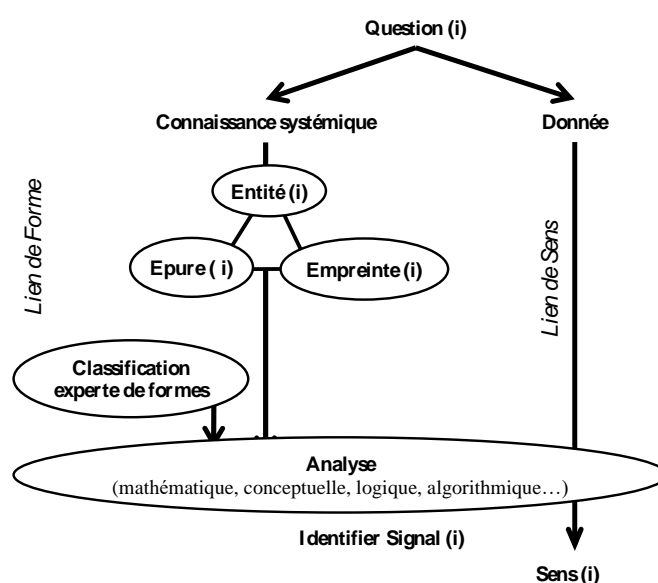 Question (i)
Connaissance systémique
Donnée
Entité (i)
Lien de Forme
Epure ( i)
Empreinte (i)
Lien de Sens
Classification
experte de formes
Analyse
(mathématique, conceptuelle, logique, algorithmique…)
Identifier Signal (i)
Sens (i)